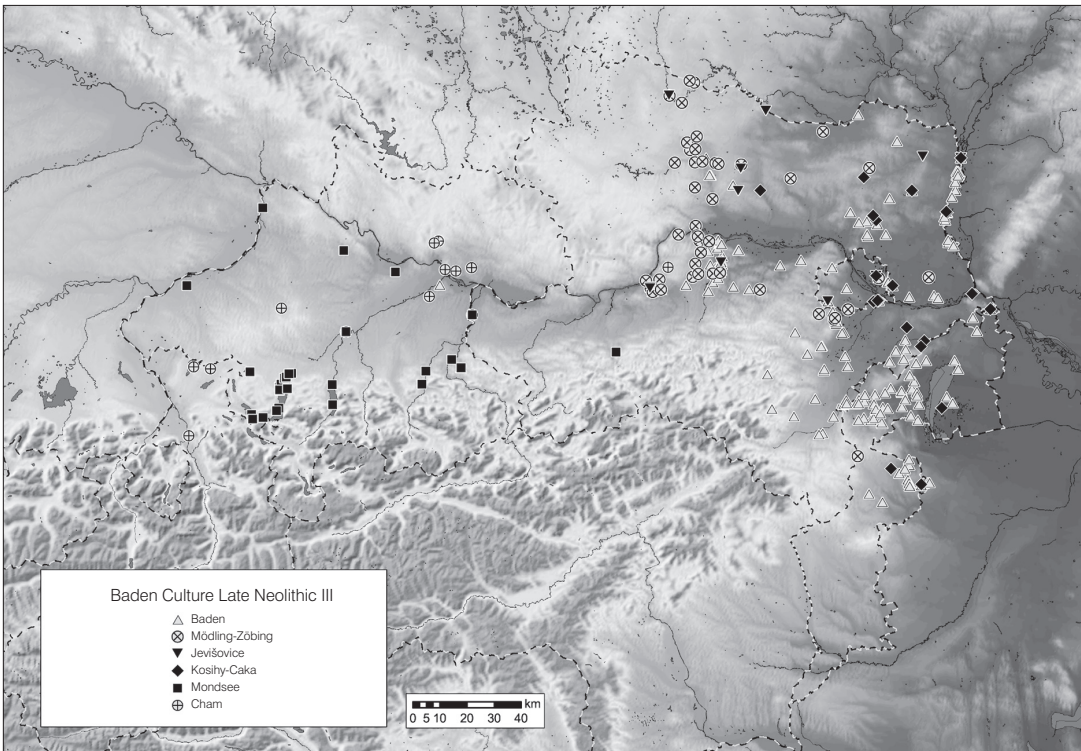 Baden Culture Late Neolithic III
Baden
Mödling-Zöbing
Jevišovice
Kosihy-Caka
Mondsee
Cham
km
0 5 10 20 30 40